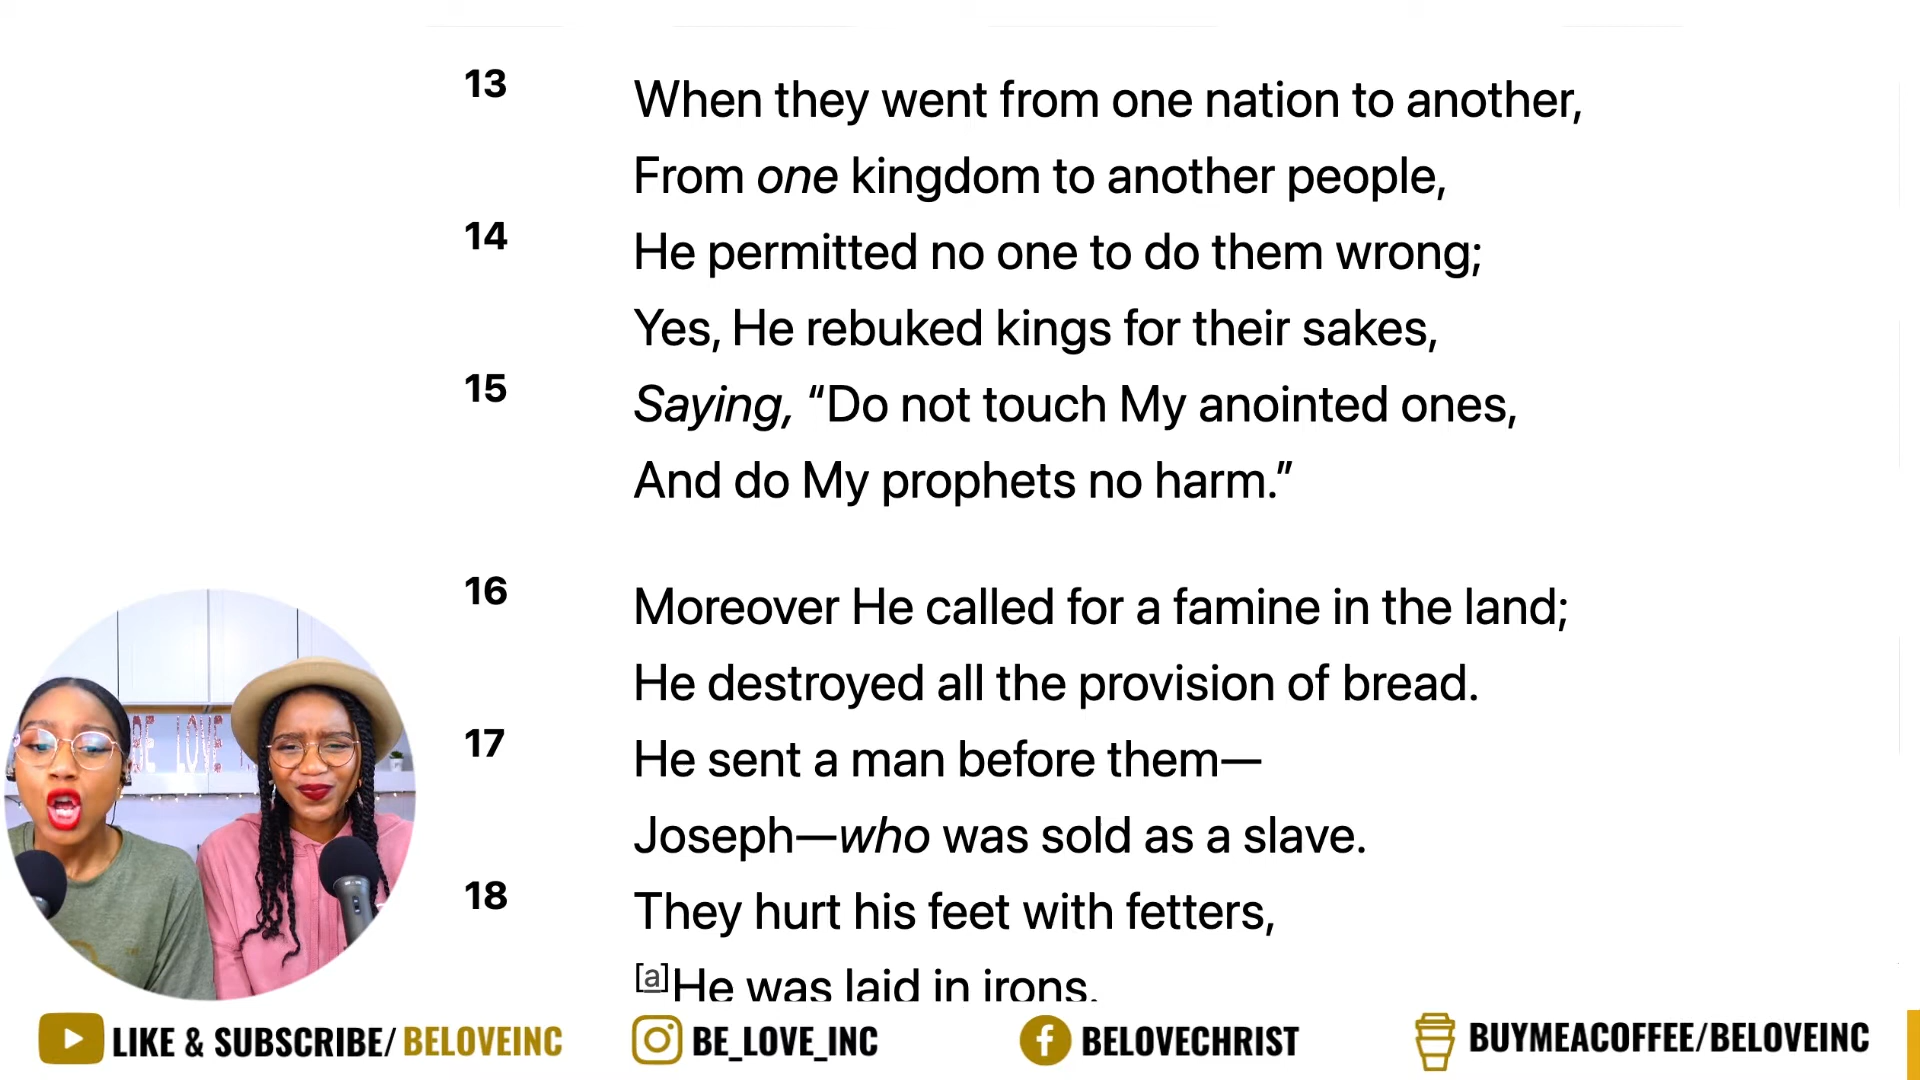 13 When they went from one nation to another,
From one kingdom to another people,
14 He permitted no one to do them wrong;
Yes, He rebuked kings for their sakes,
15 Saying, “Do not touch My anointed ones,
And do My prophets no harm.”
16 Moreover He called for a famine in the land;
He destroyed all the provision of bread.
17 He sent a man before them—
Joseph—who was sold as a slave.
18 They hurt his feet with fetters,
[a]He was laid in irons.
BE LOVE
LIKE & SUBSCRIBE/ BELOVEINC
BE_LOVE_INC
BELOVECHRIST
BUYMEACOFFEE/BELOVEINC